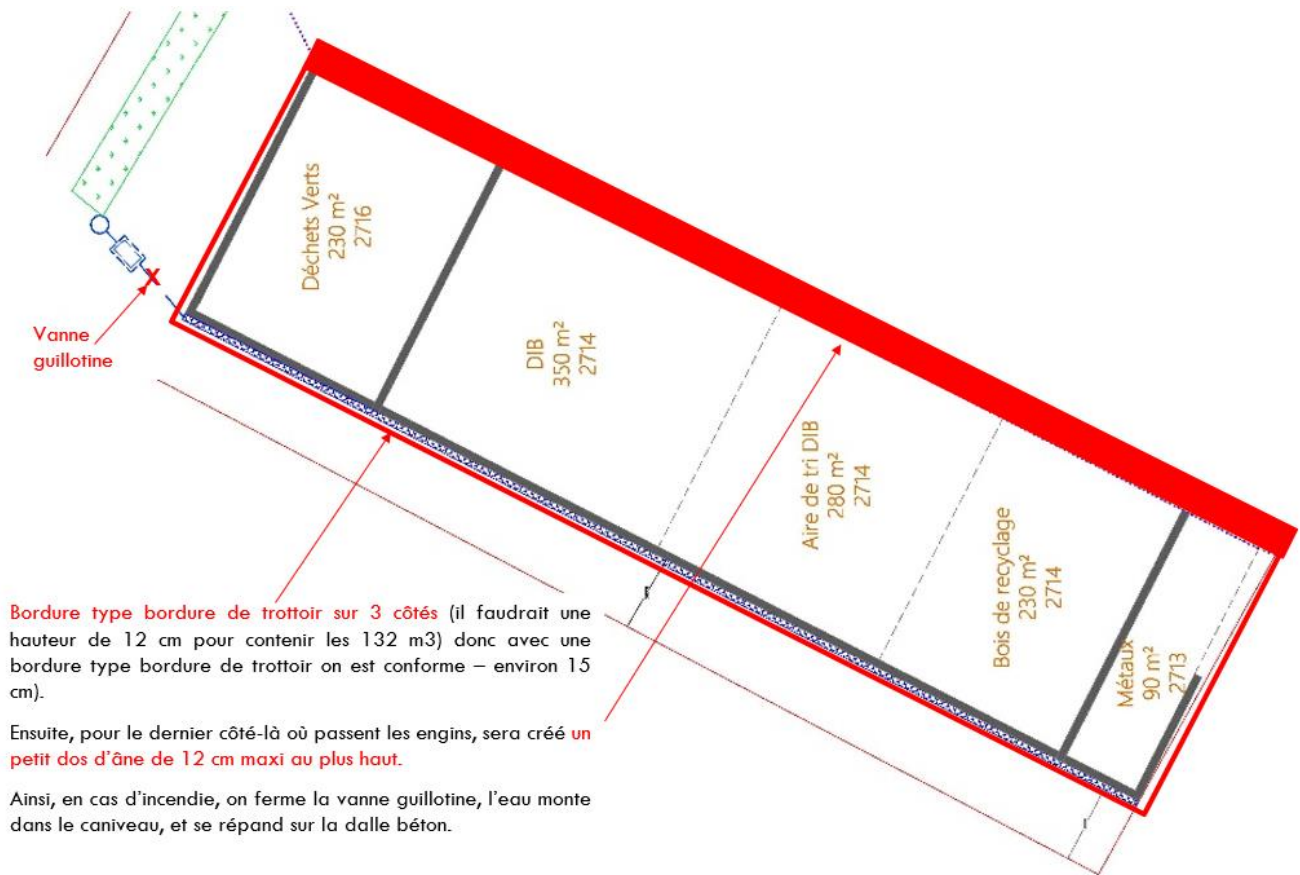 Déchets Verts
230 m²
2716
DIB
350 m²
2714
Aire de tri DIB
280 m²
2714
Bois de recyclage
230 m²
2714
Métaux
90 m²
2713
Vanne
guillotine
Bordure type bordure de trottoir sur 3 côtés (il faudrait une
hauteur de 12 cm pour contenir les 132 m3) donc avec une
bordure type bordure de trottoir on est conforme – environ 15
cm).
Ensuite, pour le dernier côté-là où passent les engins, sera créé un
petit dos d'âne de 12 cm maxi au plus haut.
Ainsi, en cas d'incendie, on ferme la vanne guillotine, l'eau monte
dans le caniveau, et se répand sur la dalle béton.